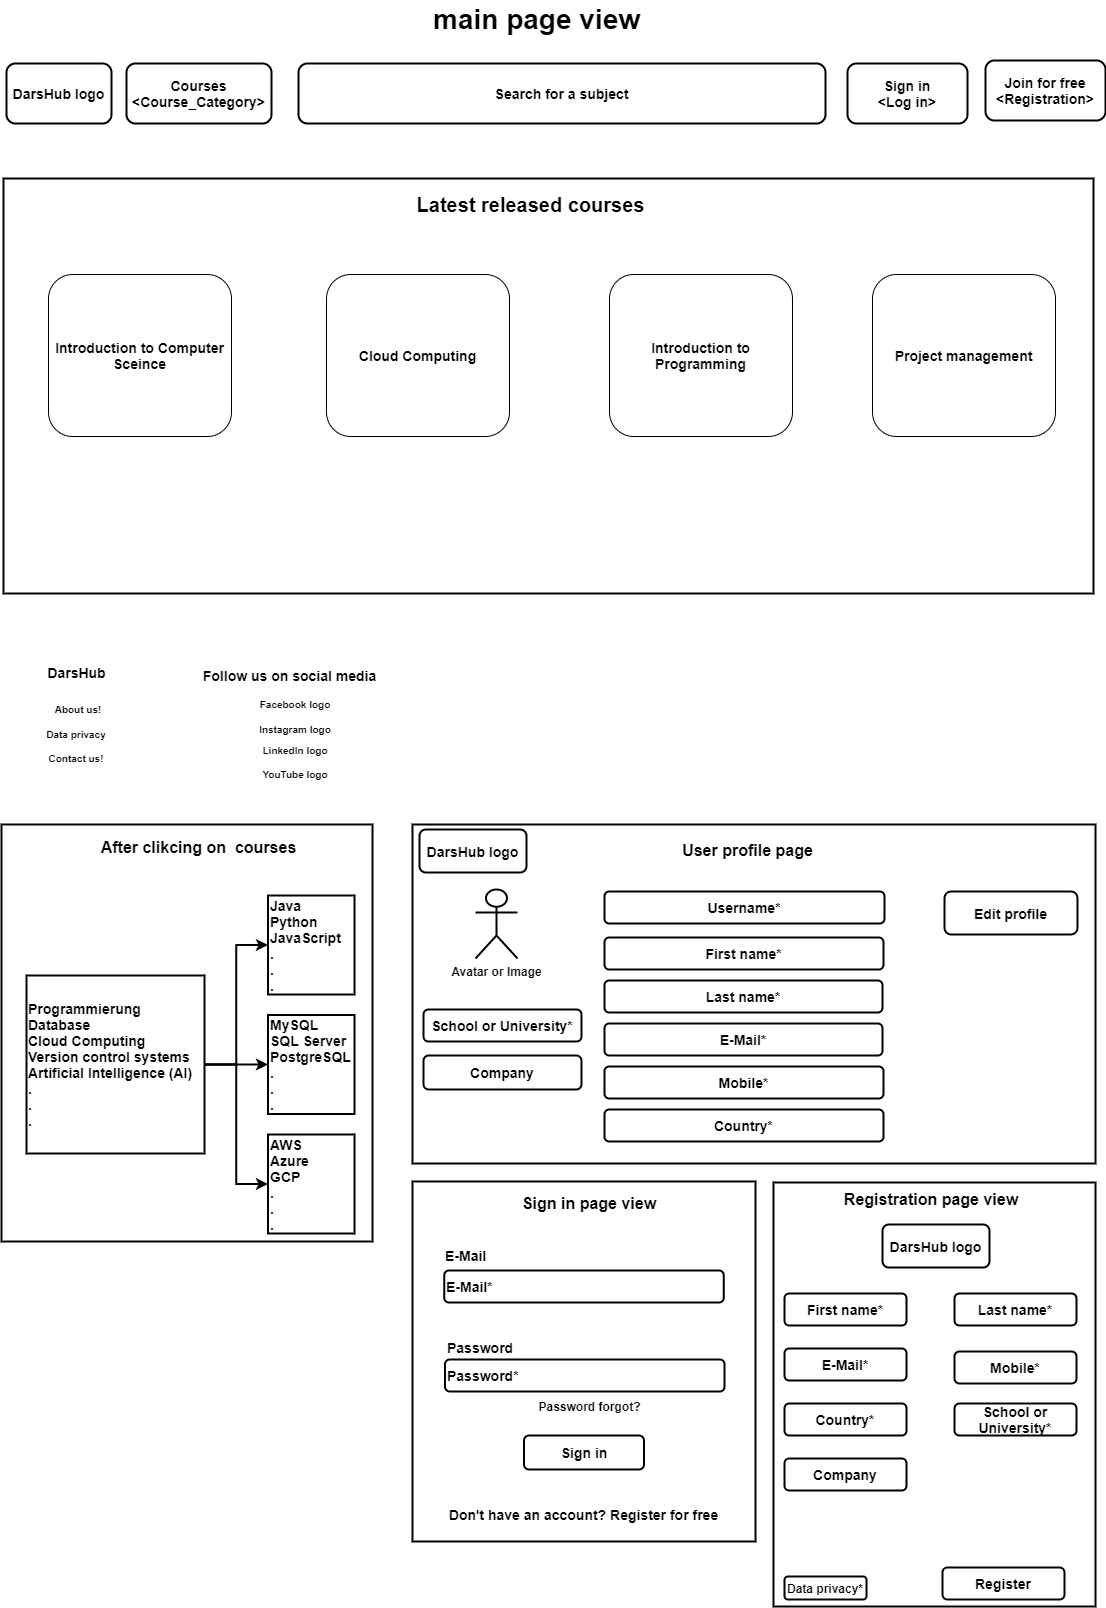 main page view
DarsHub logo
Courses
<Course_Category>
Search for a subject
Sign in
<Log in>
Join for free
<Registration>
Latest released courses
Introduction to Computer
Sceince
Cloud Computing
Introduction to
Programming
Project management
DarsHub
About us!
Data privacy
Contact us!
Follow us on social media
Facebook logo
Instagram logo
LinkedIn logo
YouTube logo
After clikcing on  courses
Programmierung
Database
Cloud Computing
Version control systems
Artificial Intelligence (AI)
.
.
.
Java
Python
JavaScript
.
.
.
MySQL
SQL Server
PostgreSQL
.
.
.
AWS
Azure
GCP
.
.
.
DarsHub logo
User profile page
Avatar or Image
School or University*
Company
Username*
First name*
Last name*
E-Mail*
Mobile*
Country*
Edit profile
Sign in page view
E-Mail
E-Mail*
Password
Password*
Password forgot?
Sign in
Don't have an account? Register for free
Registration page view
DarsHub logo
First name*
Last name*
E-Mail*
Mobile*
Country*
School or
University*
Company
Data privacy*
Register